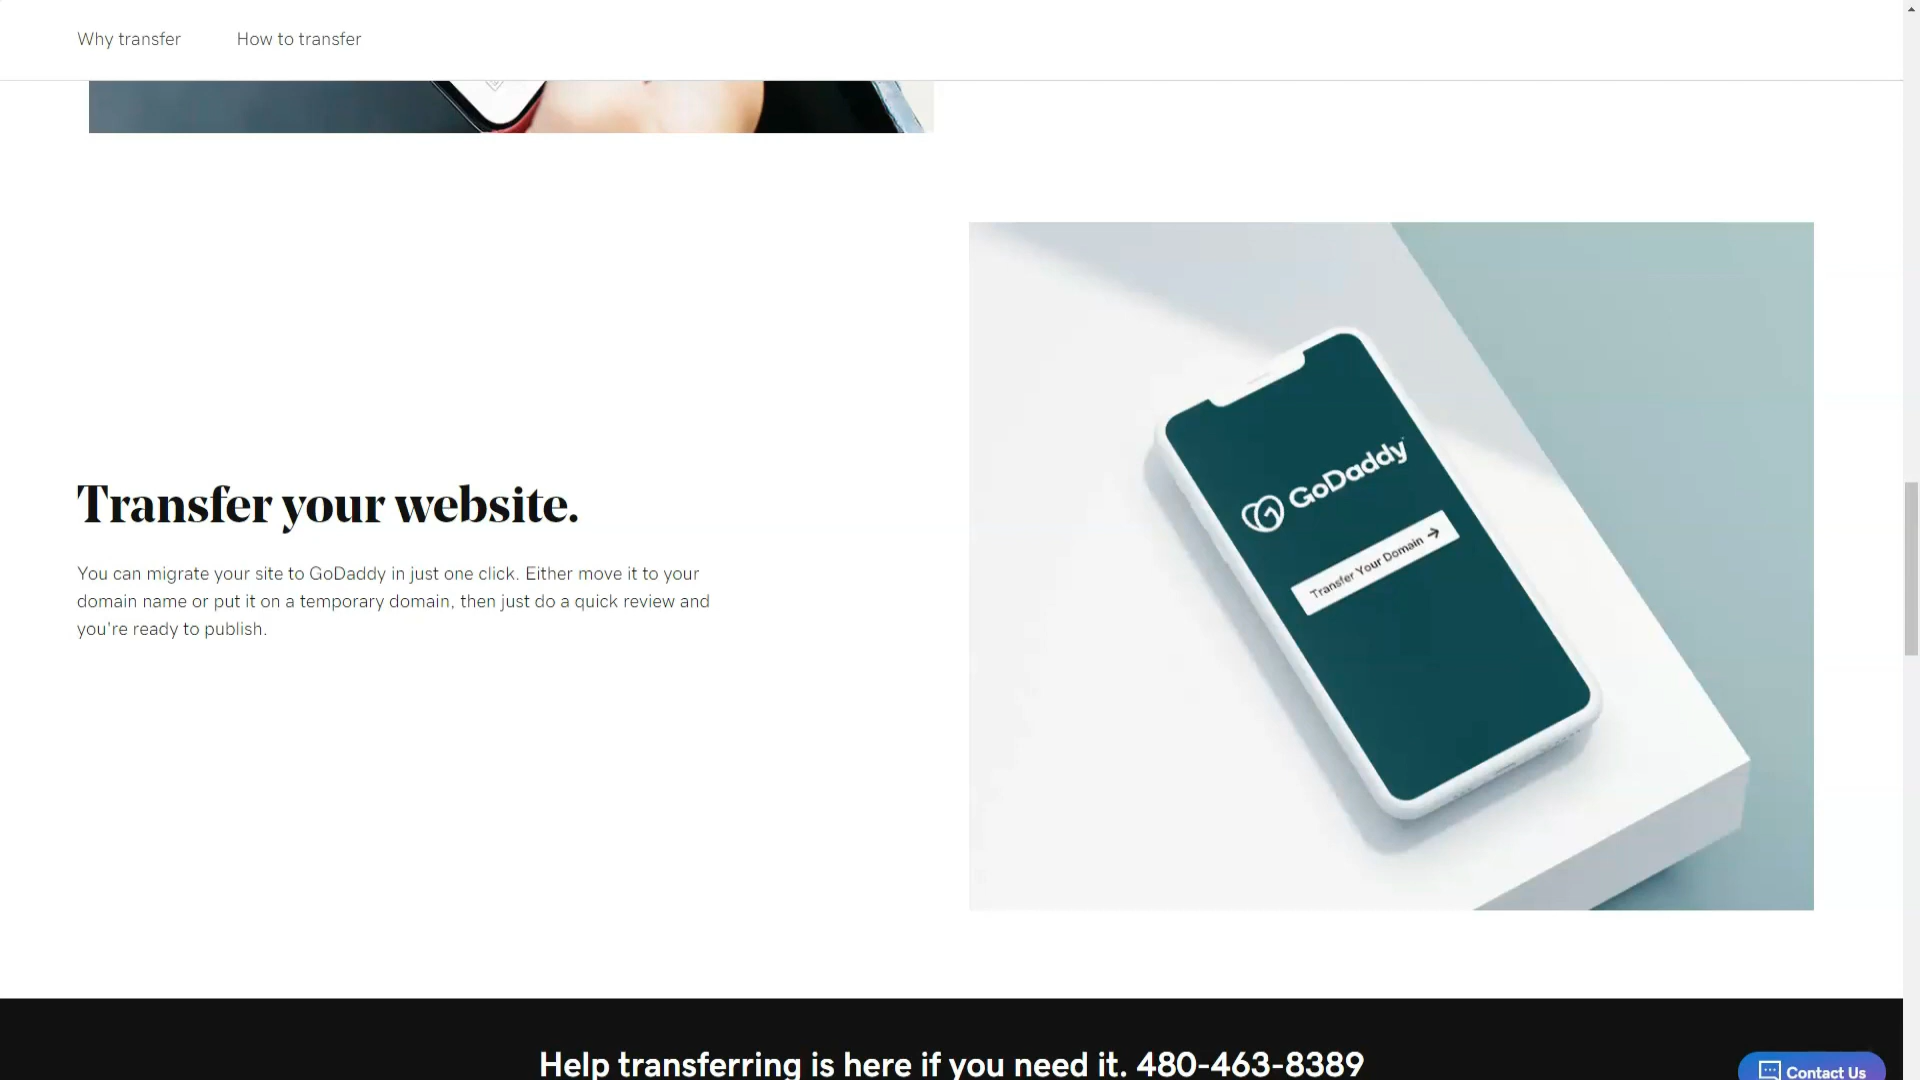 Why transfer
How to transfer
GoDaddy
Transfer Your Domain
Transfer your website.
You can migrate your site to GoDaddy in just one click. Either move it to your
domain name or put it on a temporary domain, then just do a quick review and
you're ready to publish.
Help transferring is here if you need it. 480-463-8389
Contact Us